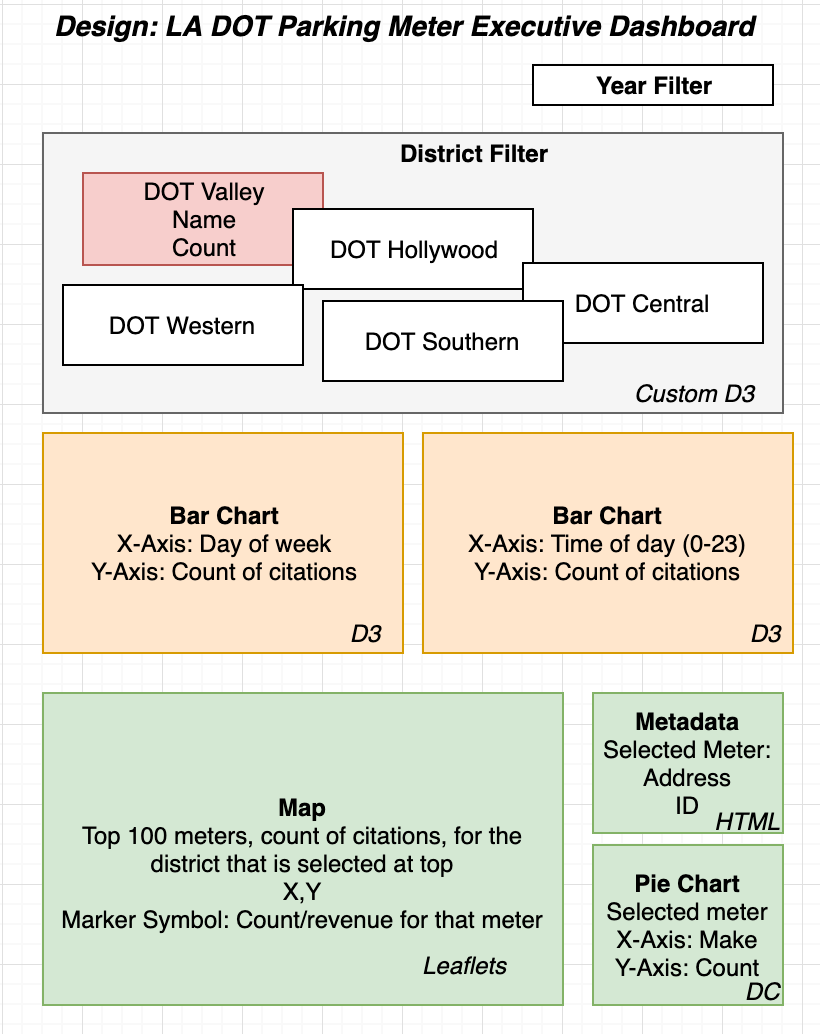 Design: LA DOT Parking Meter Executive Dashboard
Year Filter
District Filter
DOT Valley
Name
Count
DOT Hollywood
DOT Central
DOT Western
DOT Southern
Custom D3
Bar Chart
X-Axis: Day of week
Y-Axis: Count of citations
D3
Bar Chart
X-Axis: Time of day (0-23)
Y-Axis: Count of citations
D3
Map
Top 100 meters, count of citations, for the
district that is selected at top
X,Y
Marker Symbol: Count/revenue for that meter
Leaflets
Metadata
Selected Meter:
Address
ID
HTML
Pie Chart
Selected meter
X-Axis: Make
Y-Axis: Count
DC